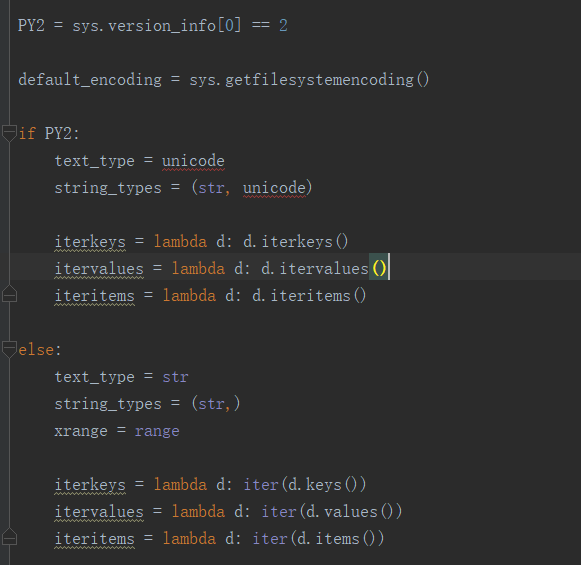 PY2 = sys.version_info[0] == 2
default_encoding = sys.getfilesystemencoding()
if PY2:
    text_type = unicode
    string_types = (str, unicode)
    iterkeys = lambda d: d.iterkeys()
    itervalues = lambda d: d.itervalues()
    iteritems = lambda d: d.iteritems()
else:
    text_type = str
    string_types = (str,)
    xrange = range
    iterkeys = lambda d: iter(d.keys())
    itervalues = lambda d: iter(d.values())
    iteritems = lambda d: iter(d.items())